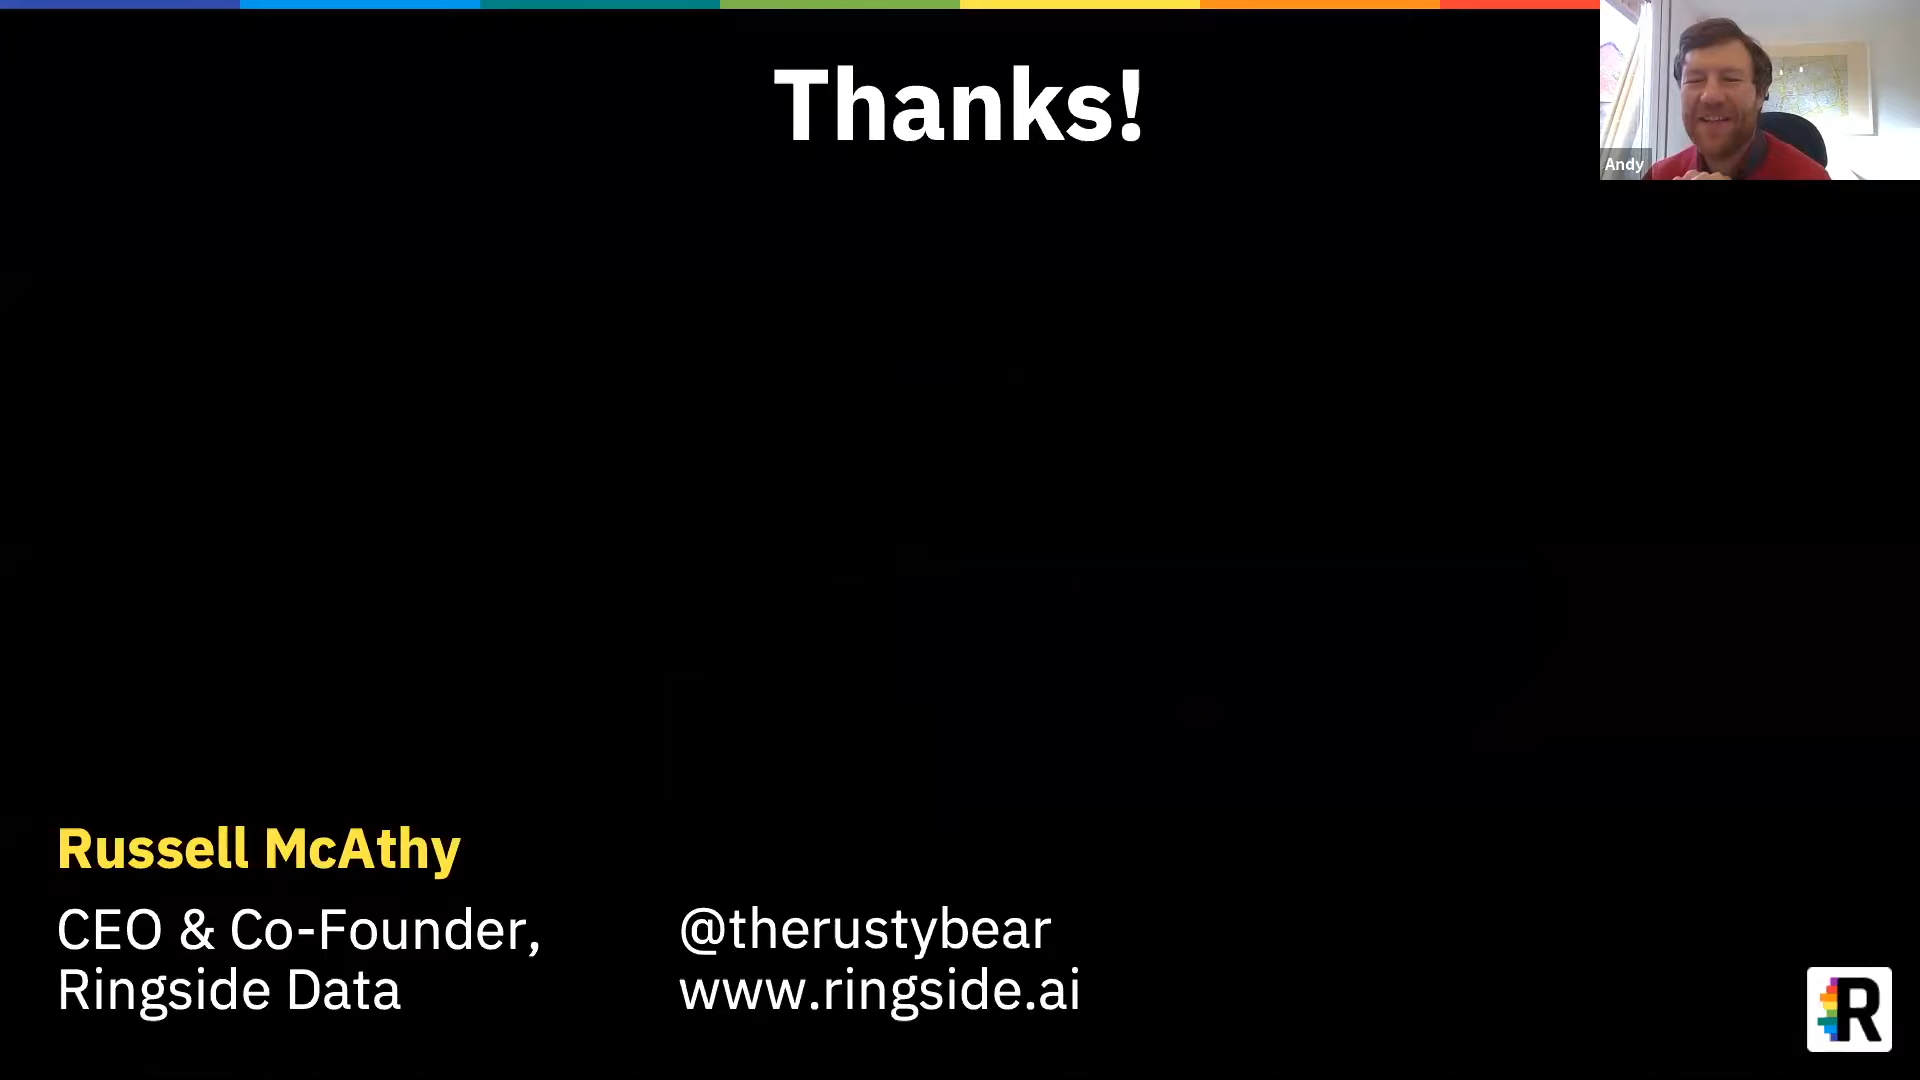 Thanks!
Andy
Russell McAthy
CEO & Co-Founder,
Ringside Data
@therustybear
www.ringside.ai
R